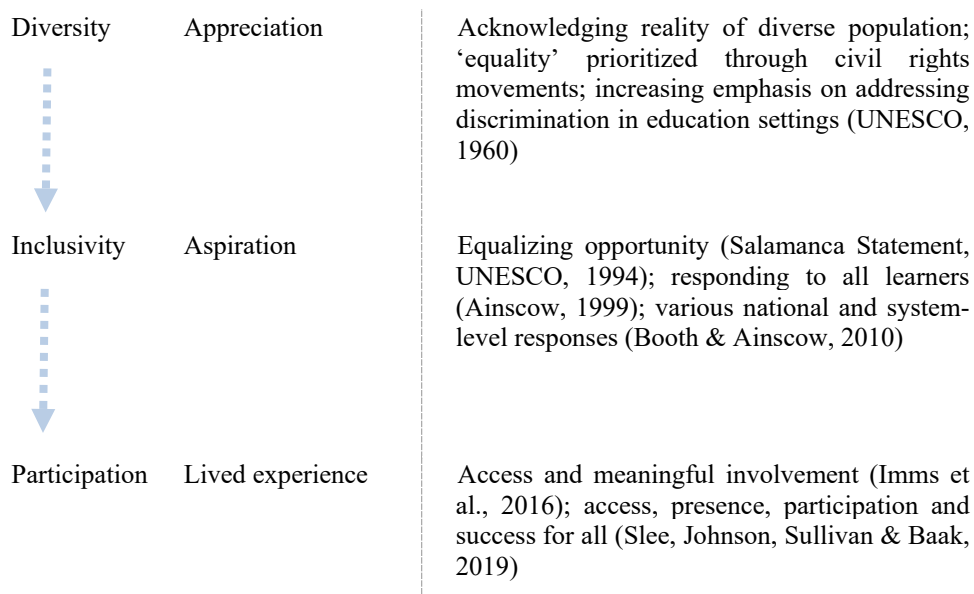 Diversity Appreciation Acknowledging reality of diverse population;
‘equality’ prioritized through civil rights
movements; increasing emphasis on addressing
discrimination in education settings (UNESCO,
1960)
Inclusivity Aspiration Equalizing opportunity (Salamanca Statement,
UNESCO, 1994); responding to all learners
(Ainscow, 1999); various national and system-
level responses (Booth & Ainscow, 2010)
Participation Lived experience Access and meaningful involvement (Imms et
al., 2016); access, presence, participation and
success for all (Slee, Johnson, Sullivan & Baak,
2019)